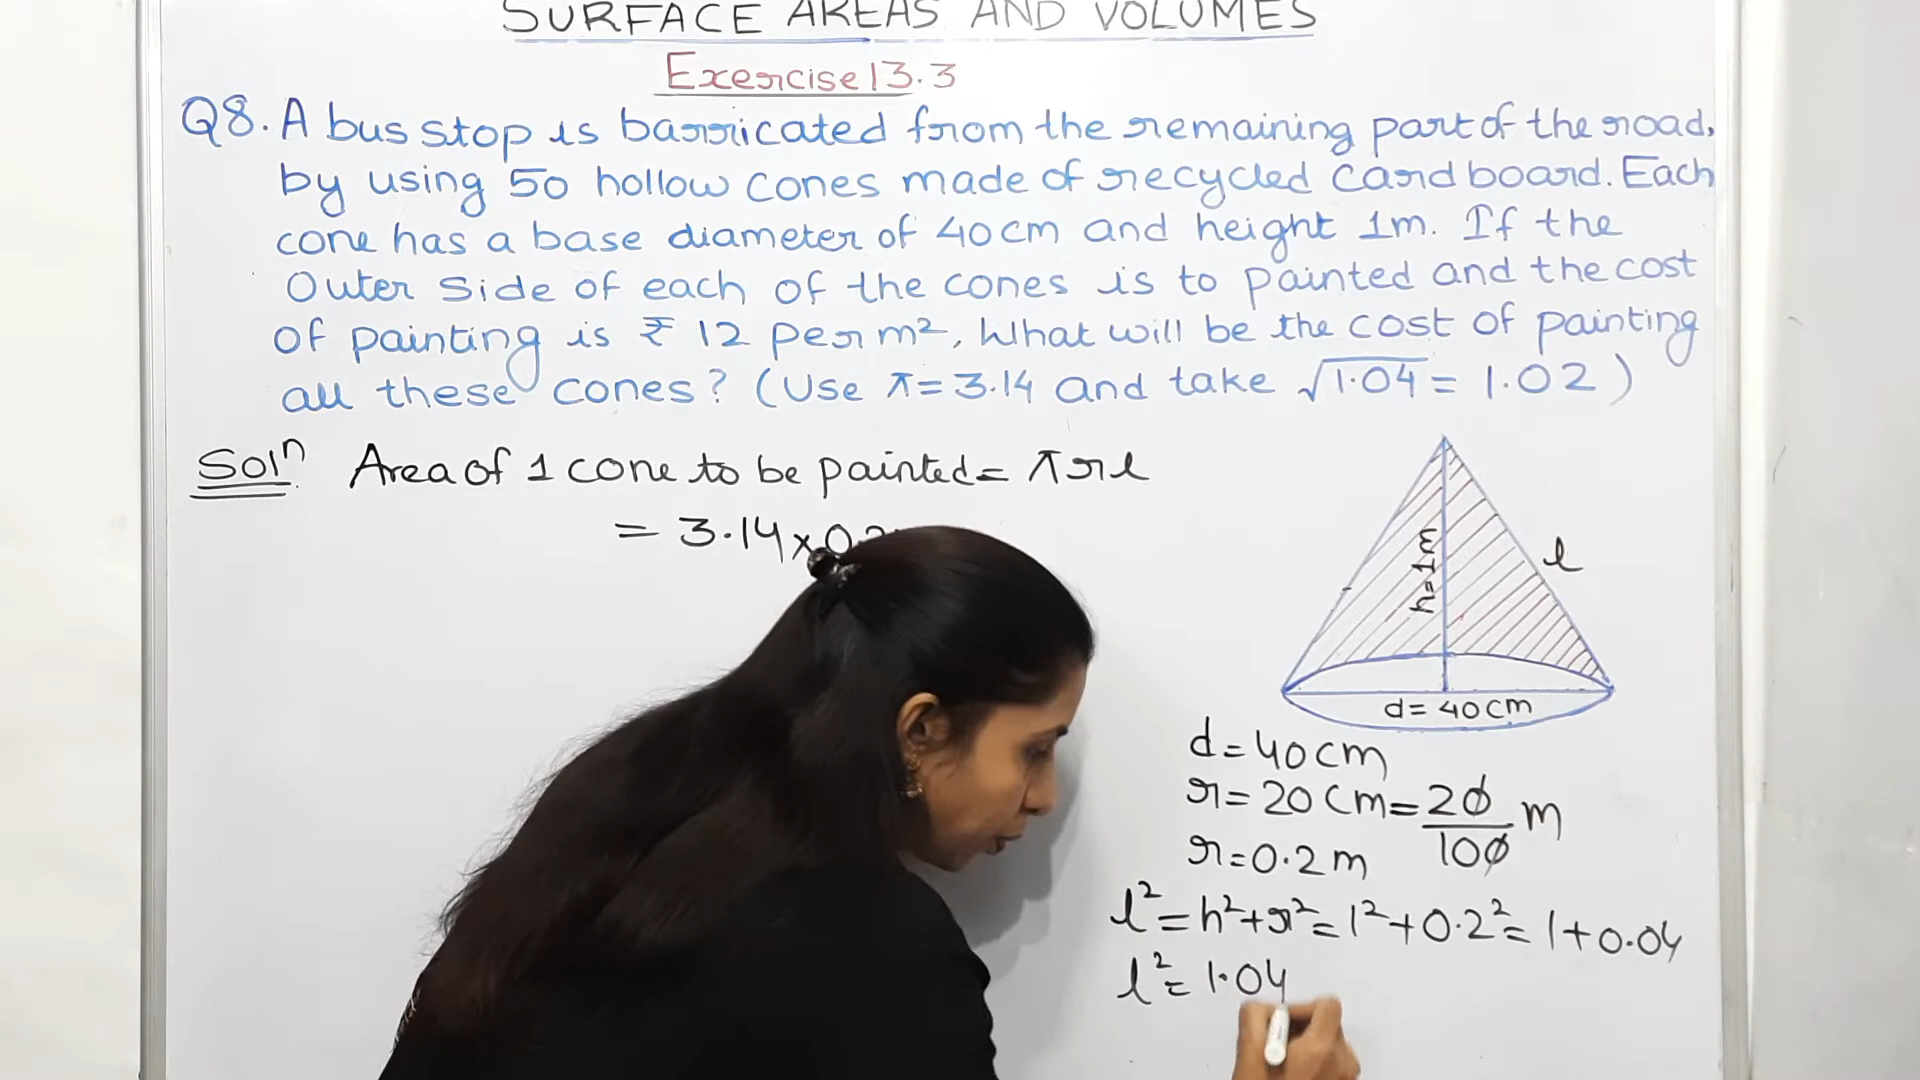 SURFACE AREAS AND VOLUMES
Exercise 13.3
Q8. A bus stop is barricated from the remaining part of the road,
by using 50 hollow cones made of recycled card board. Each
cone has a base diameter of 40cm and height 1m. If the
Outer Side of each of the cones is to painted and the cost
of painting is ₹ 12 per m², What will be the cost of painting
all these cones? (Use π = 3.14 and take √1.04 = 1.02)
Solⁿ Area of 1 cone to be painted = πrl
= 3.14×0.2
h=1m
l
d= 40cm
d=40cm
r=20cm=20/100 m
r=0.2m
l²=h²+r²=1²+0.2²=1+0.04
l²=1.04